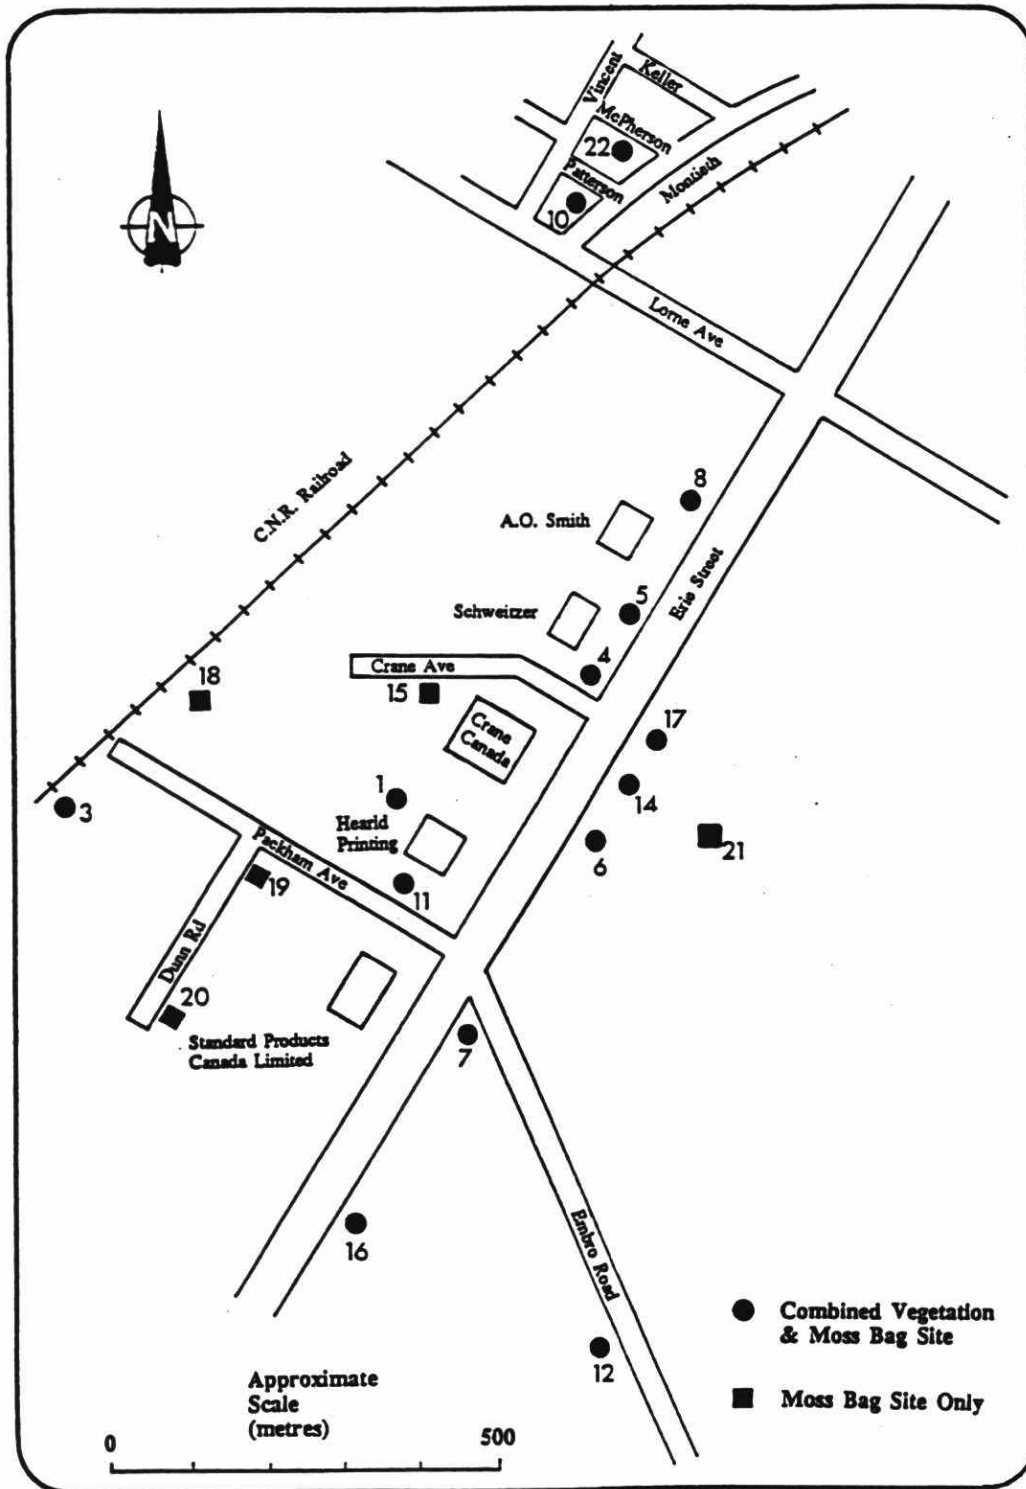 Keller
Vincent
McPherson
22
Patterson
10
Montieth
N
Lorne Ave
C.N.R. Railroad
8
A.O. Smith
Erie Street
5
Schweitzer
4
Crane Ave
18
15
17
Crane
Canada
14
1
3
Hearld
Printing
6
21
Packham Ave
19
11
Dunn Rd
20
Standard Products
Canada Limited
7
Embro Road
16
Combined Vegetation
& Moss Bag Site
12
Approximate
Scale
(metres)
Moss Bag Site Only
0
500